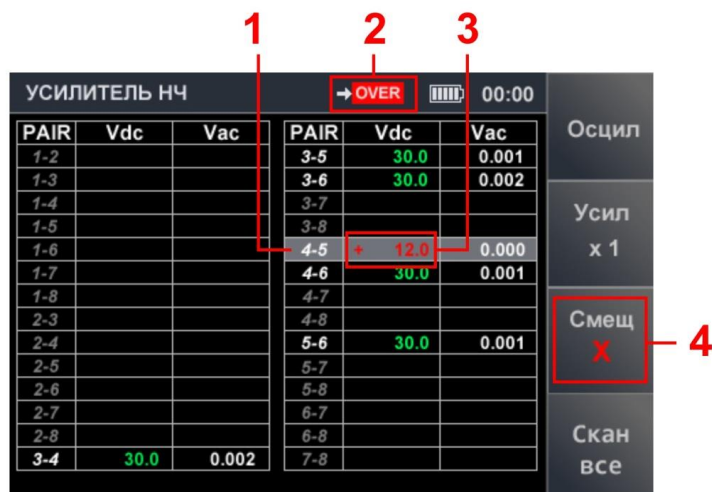 1 2 3
УСИЛИТЕЛЬ НЧ → OVER 00:00
PAIR Vdc Vac
1-2
1-3
1-4
1-5
1-6
1-7
1-8
2-3
2-4
2-5
2-6
2-7
2-8
3-4 30.0 0.002
PAIR Vdc Vac
3-5 30.0 0.001
3-6 30.0 0.002
3-7
3-8
4-5 + 12.0 0.000
4-6 30.0 0.001
4-7
4-8
5-6 30.0 0.001
5-7
5-8
6-7
6-8
7-8
Осцил
Усил
x 1
Смещ
X
4
Скан
все